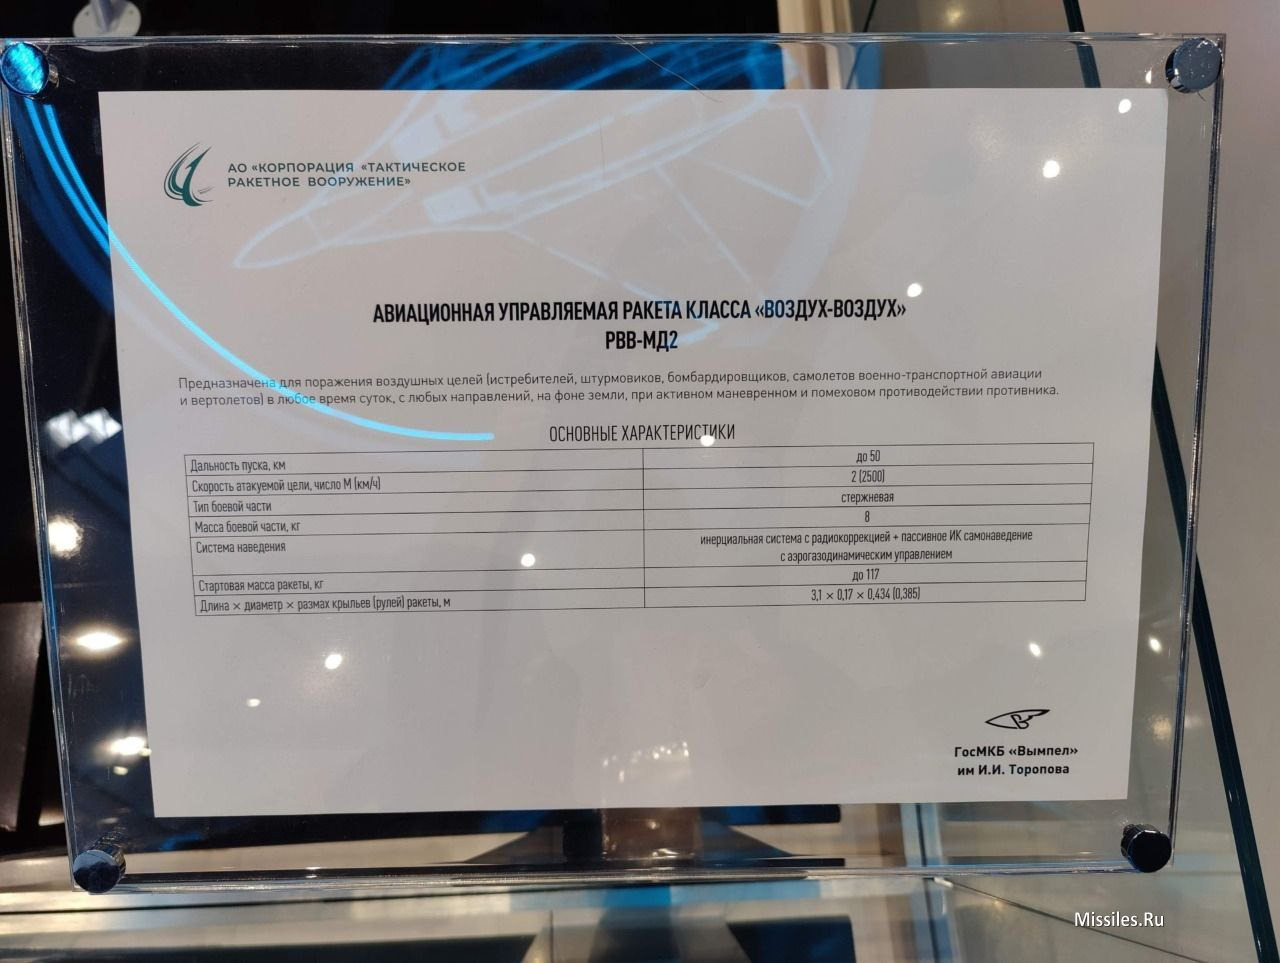 АО «КОРПОРАЦИЯ «ТАКТИЧЕСКОЕ
РАКЕТНОЕ ВООРУЖЕНИЕ»
АВИАЦИОННАЯ УПРАВЛЯЕМАЯ РАКЕТА КЛАССА «ВОЗДУХ-ВОЗДУХ»
РВВ-МД2
Предназначена для поражения воздушных целей (истребителей, штурмовиков, бомбардировщиков, самолетов военно-транспортной авиации
и вертолетов) в любое время суток, с любых направлений, на фоне земли, при активном маневренном и помеховом противодействии противника.
ОСНОВНЫЕ ХАРАКТЕРИСТИКИ
Дальность пуска, км до 50
Скорость атакуемой цели, число М (км/ч) 2 (2500)
Тип боевой части стержневая
Масса боевой части, кг 8
Система наведения инерциальная система с радиокоррекцией + пассивное ИК самонаведение
с аэрогазодинамическим управлением
Стартовая масса ракеты, кг до 117
Длина × диаметр × размах крыльев (рулей) ракеты, м 3,1 × 0,17 × 0,434 (0,385)
ГосМКБ «Вымпел»
им И.И. Торопова
Missiles.Ru